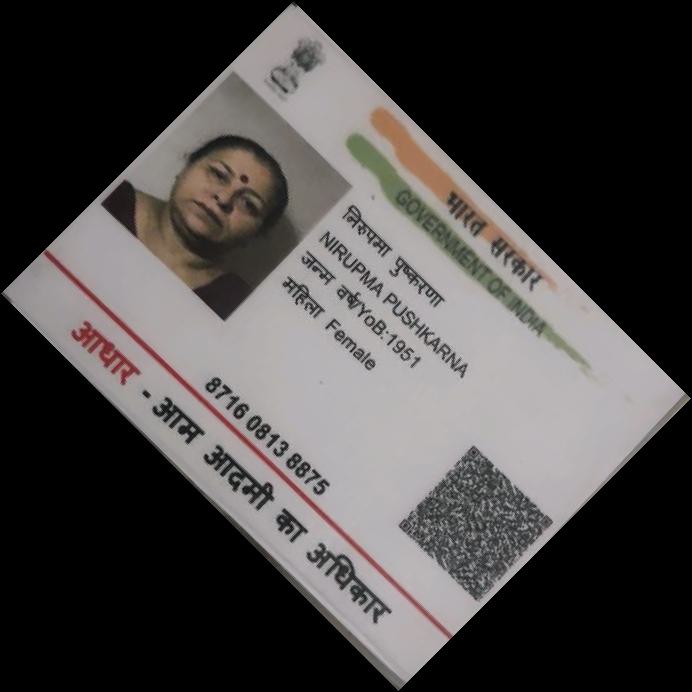 भारत सरकार
GOVERNMENT OF INDIA
निरुपमा पुष्करणा
NIRUPMA PUSHKARNA
जन्म वर्ष/YoB:1951
महिला Female
8716 0813 8875
आधार - आम आदमी का अधिकार